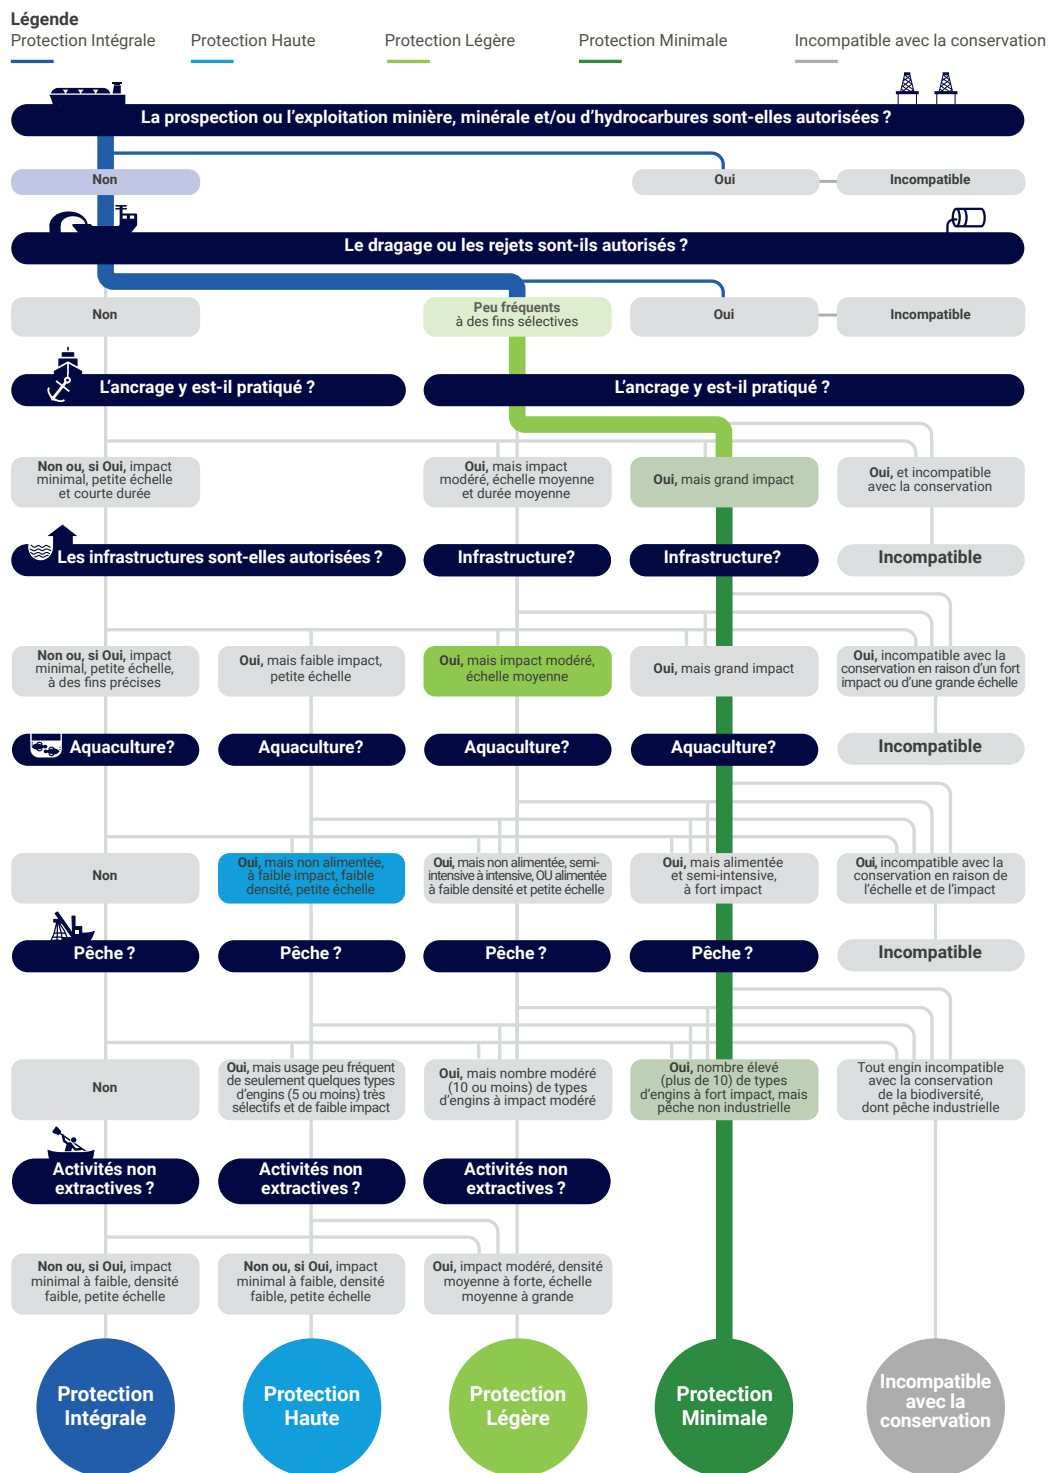 Légende
Protection Intégrale
Protection Haute
Protection Légère
Protection Minimale
Incompatible avec la conservation
La prospection ou l’exploitation minière, minérale et/ou d’hydrocarbures sont-elles autorisées ?
Non
Oui
Incompatible
Le dragage ou les rejets sont-ils autorisés ?
Non
Peu fréquents
à des fins sélectives
Oui
Incompatible
L’ancrage y est-il pratiqué ?
L’ancrage y est-il pratiqué ?
Non ou, si Oui, impact
minimal, petite échelle
et courte durée
Oui, mais impact
modéré, échelle moyenne
et durée moyenne
Oui, mais grand impact
Oui, et incompatible
avec la conservation
Les infrastructures sont-elles autorisées ?
Infrastructure?
Infrastructure?
Incompatible
Non ou, si Oui, impact
minimal, petite échelle,
à des fins précises
Oui, mais faible impact,
petite échelle
Oui, mais impact modéré,
échelle moyenne
Oui, mais grand impact
Oui, incompatible avec la
conservation en raison d’un fort
impact ou d’une grande échelle
Aquaculture?
Aquaculture?
Aquaculture?
Aquaculture?
Incompatible
Non
Oui, mais non alimentée,
à faible impact, faible
densité, petite échelle
Oui, mais non alimentée, semi-
intensive à intensive, OU alimentée
à faible densité et petite échelle
Oui, mais alimentée
et semi-intensive,
à fort impact
Oui, incompatible avec la
conservation en raison de
l’échelle et de l’impact
Pêche ?
Pêche ?
Pêche ?
Pêche ?
Incompatible
Non
Oui, mais usage peu fréquent
de seulement quelques types
d’engins (5 ou moins) très
sélectifs et de faible impact
Oui, mais nombre modéré
(10 ou moins) de types
d’engins à impact modéré
Oui, nombre élevé
(plus de 10) de types
d’engins à fort impact, mais
pêche non industrielle
Tout engin incompatible
avec la conservation
de la biodiversité,
dont pêche industrielle
Activités non
extractives ?
Activités non
extractives ?
Activités non
extractives ?
Non ou, si Oui, impact
minimal à faible, densité
faible, petite échelle
Non ou, si Oui, impact
minimal à faible, densité
faible, petite échelle
Oui, impact modéré, densité
moyenne à forte, échelle
moyenne à grande
Protection
Intégrale
Protection
Haute
Protection
Légère
Protection
Minimale
Incompatible
avec la
conservation